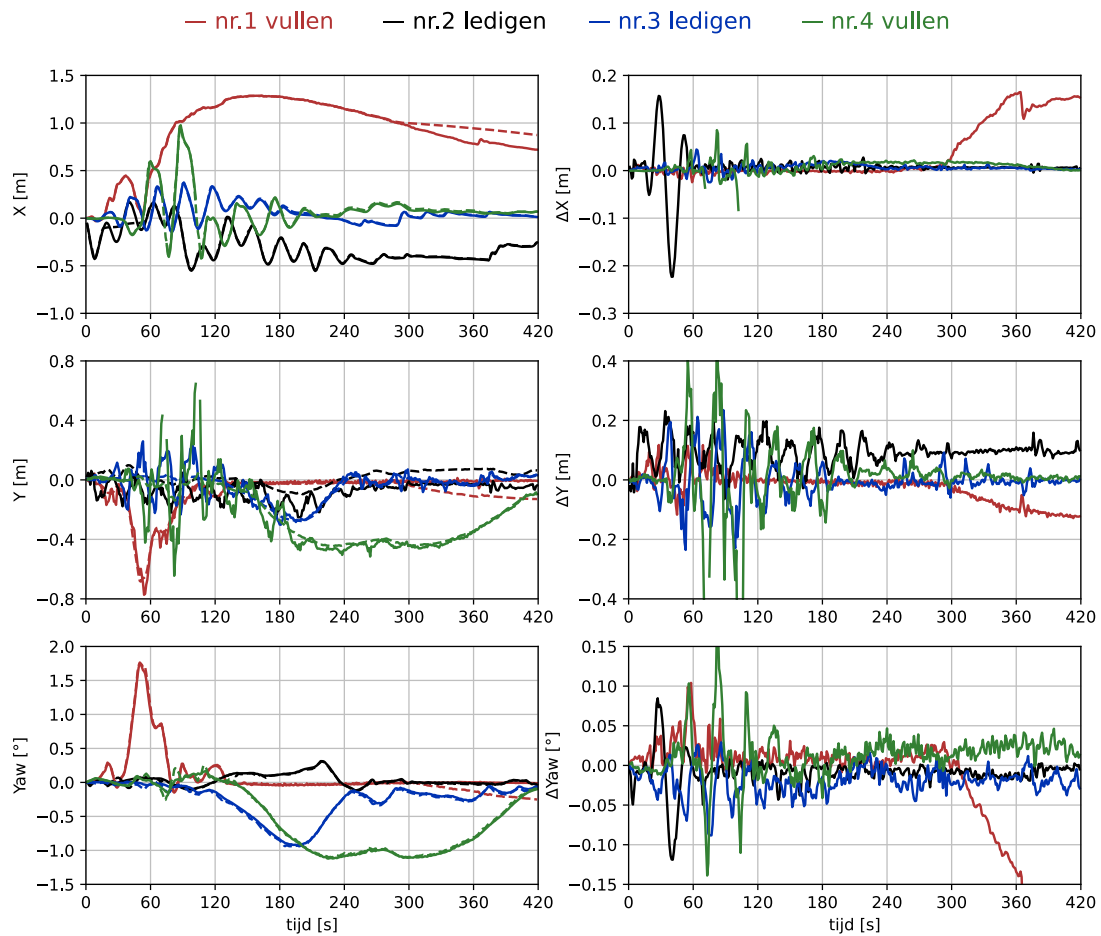 nr.1 vullen nr.2 ledigen nr.3 ledigen nr.4 vullen
1.5
1.0
0.5
0.0
−0.5
−1.0
X [m]
0 60 120 180 240 300 360 420
0.2
0.1
0.0
−0.1
−0.2
−0.3
ΔX [m]
0 60 120 180 240 300 360 420
0.8
0.4
0.0
−0.4
−0.8
Y [m]
0 60 120 180 240 300 360 420
0.4
0.2
0.0
−0.2
−0.4
ΔY [m]
0 60 120 180 240 300 360 420
2.0
1.5
1.0
0.5
0.0
−0.5
−1.0
−1.5
Yaw [°]
0 60 120 180 240 300 360 420
tijd [s]
0.15
0.10
0.05
0.00
−0.05
−0.10
−0.15
ΔYaw [°]
0 60 120 180 240 300 360 420
tijd [s]